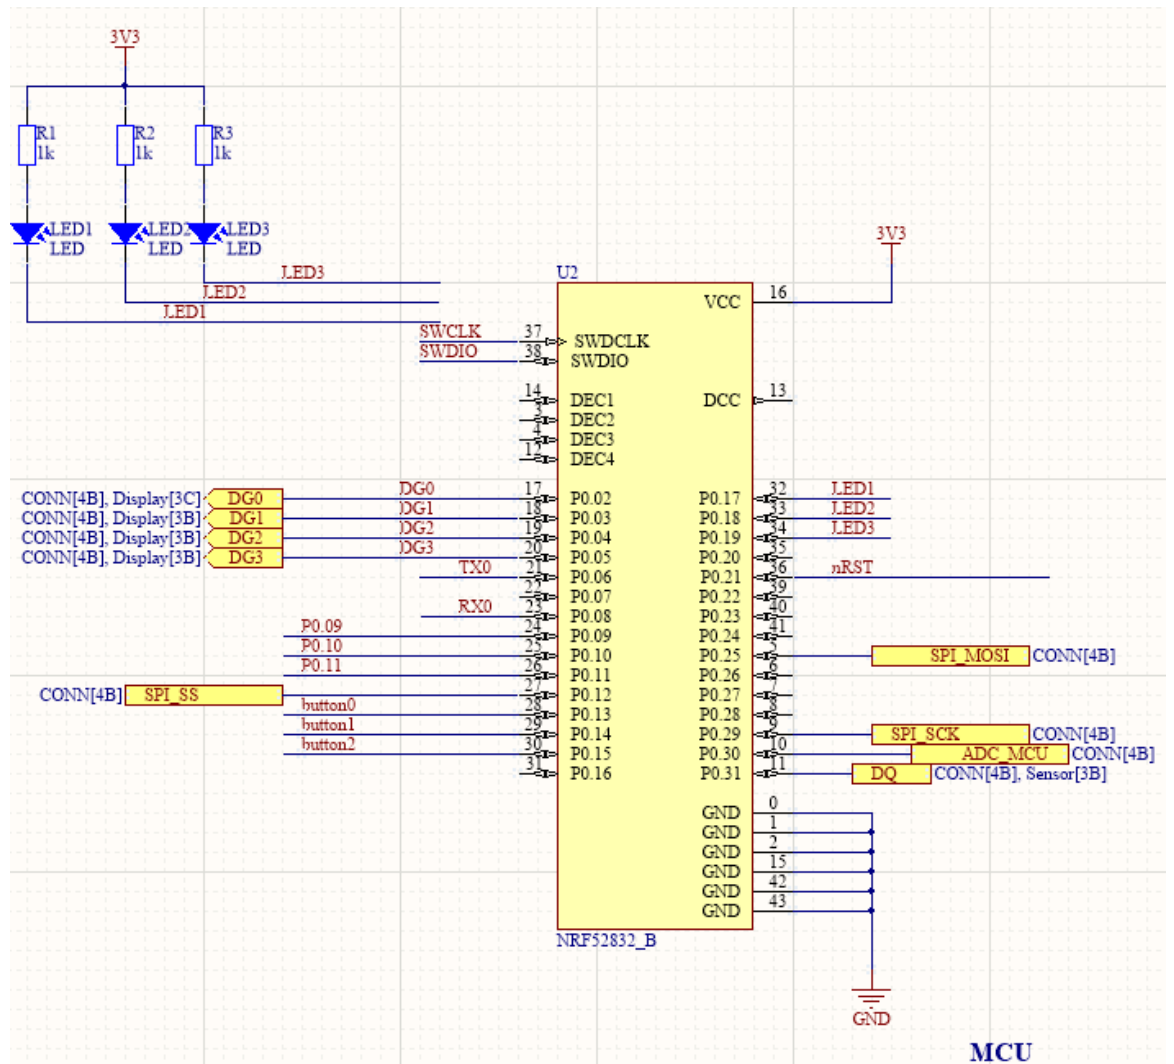 3V3
R1
1k
R2
1k
R3
1k
LED1
LED
LED2
LED
LED3
LED
LED3
LED2
LED1
3V3
U2
VCC 16
SWCLK 37 SWDCLK
SWDIO 38 SWDIO
14 DEC1
DCC 13
3 DEC2
4 DEC3
12 DEC4
CONN[4B], Display[3C] DG0 DG0 17 P0.02
CONN[4B], Display[3B] DG1 DG1 18 P0.03
CONN[4B], Display[3B] DG2 DG2 19 P0.04
CONN[4B], Display[3B] DG3 DG3 20 P0.05
TX0 21 P0.06
22 P0.07
RX0 23 P0.08
P0.09 24 P0.09
P0.10 25 P0.10
P0.11 26 P0.11
CONN[4B] SPI_SS 27 P0.12
button0 28 P0.13
button1 29 P0.14
button2 30 P0.15
31 P0.16
P0.17 32 LED1
P0.18 33 LED2
P0.19 34 LED3
P0.20 35
P0.21 36 nRST
P0.22 39
P0.23 40
P0.24 41
P0.25 5 SPI_MOSI CONN[4B]
P0.26 6
P0.27 7
P0.28 8
P0.29 9 SPI_SCK CONN[4B]
P0.30 10 ADC_MCU CONN[4B]
P0.31 11 DQ CONN[4B], Sensor[3B]
GND 0
GND 1
GND 2
GND 15
GND 42
GND 43
NRF52832_B
GND
MCU